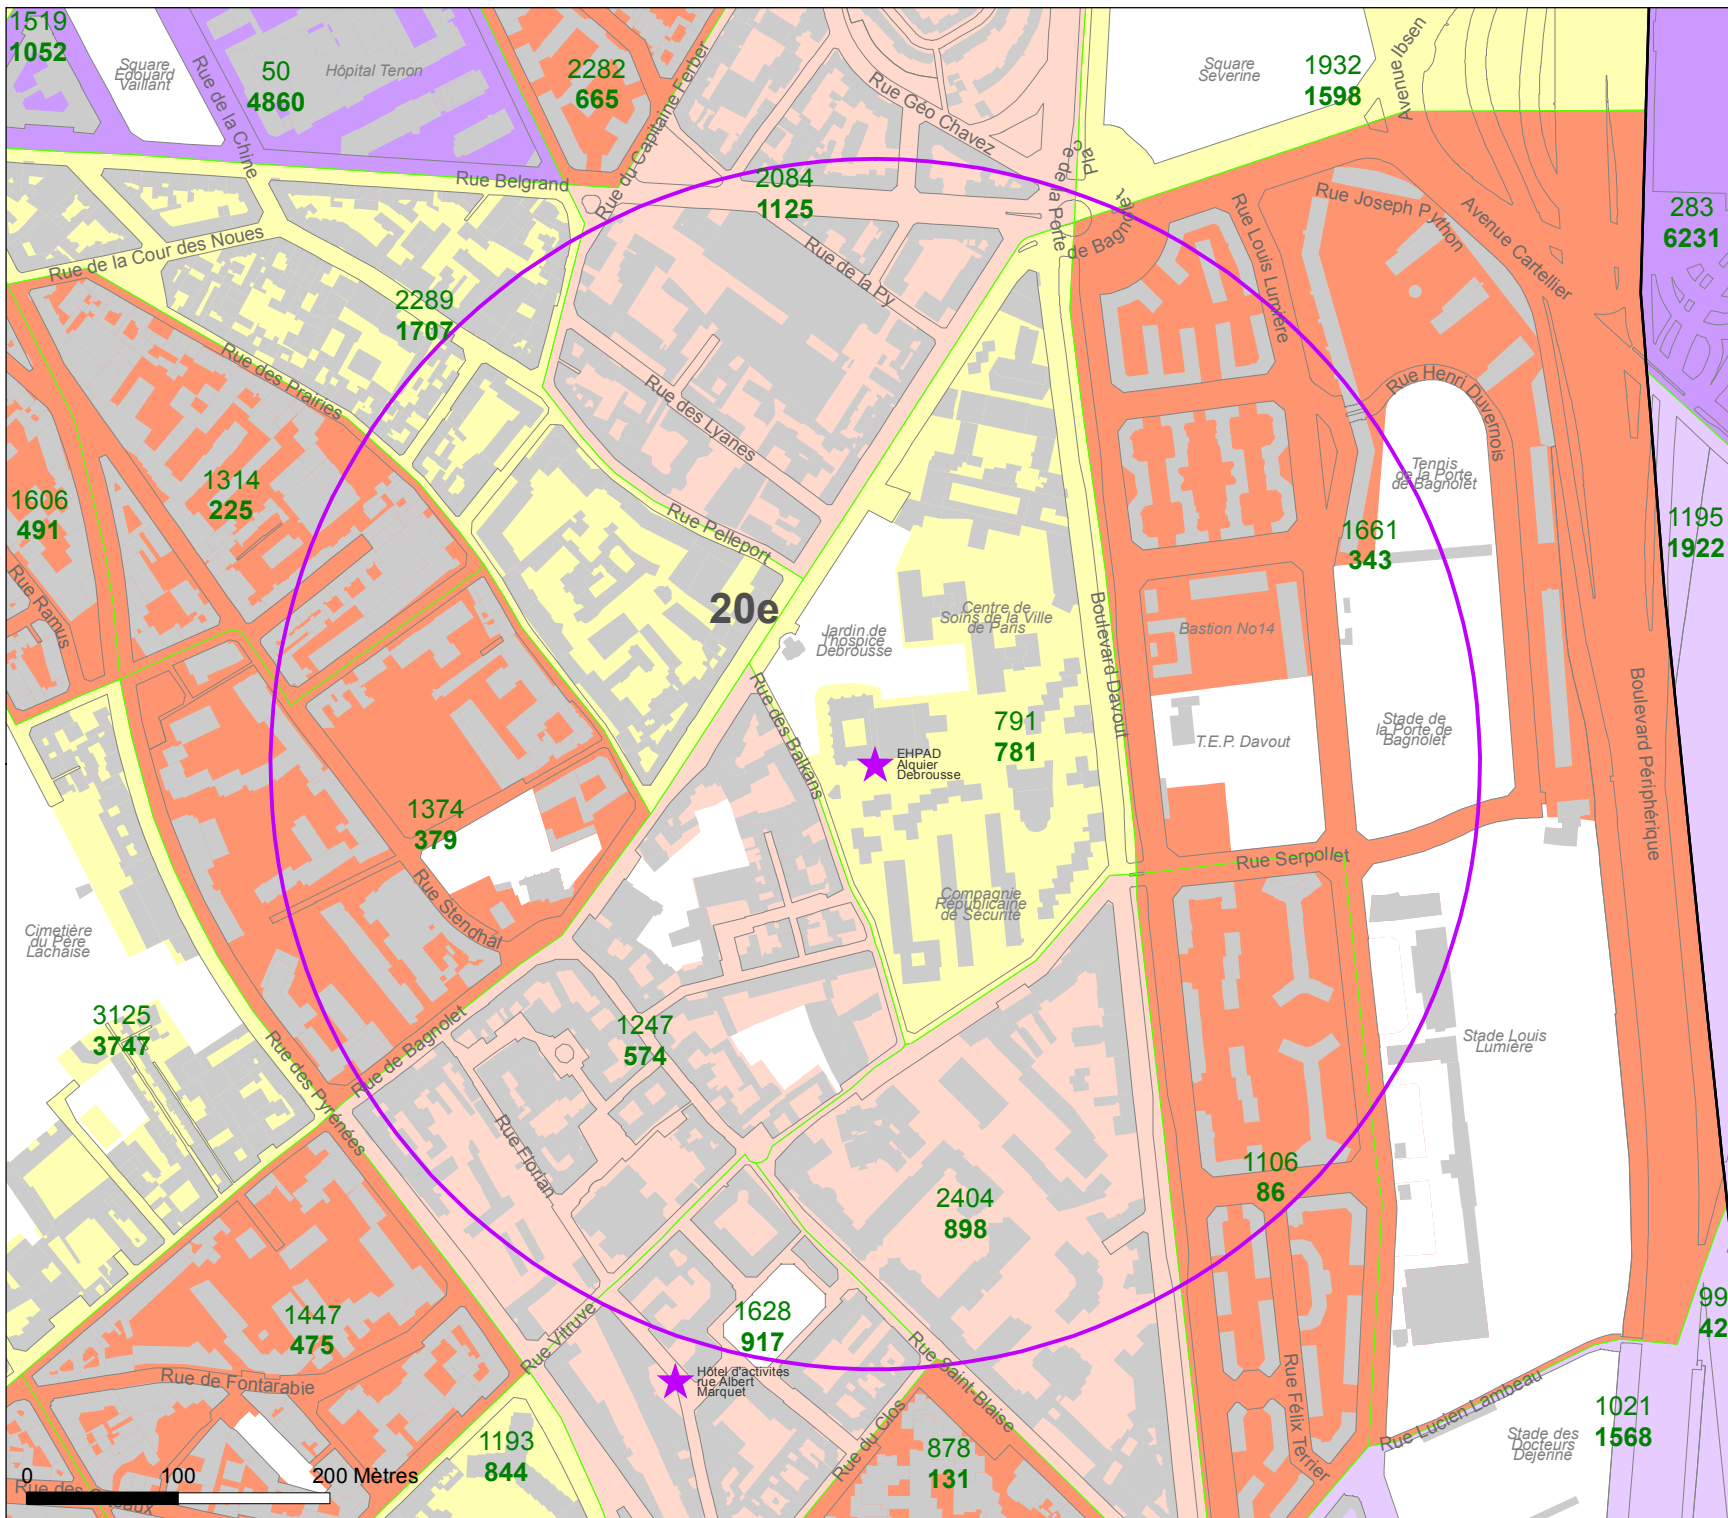 1519
1052
Square
Edouard
Vaillant
Rue de la Chine
50
4860
Hôpital Tenon
2282
665
Rue du Capitaine Ferber
Rue Géo Chavez
Square
Séverine
1932
1598
Avenue Ibsen
Rue Belgrand
2084
1125
Place
de la Porte
de Bagnolet
Rue Louis Lumière
Rue Joseph Python
Avenue Cartellier
283
6231
Rue de la Cour des Noues
Rue de la Py
2289
1707
Rue des Prairies
Rue des Lyanes
Rue Henri Duvernois
Tennis
de la Porte
de Bagnolet
1314
225
1606
491
Rue Pelleport
1661
343
1195
1922
Rue Ramus
20e
Jardin de
l'hospice
Debrousse
Centre de
Soins de la Ville
de Paris
Boulevard Davout
Bastion No14
Rue des Balkans
791
781
T.E.P. Davout
Stade de
la Porte de
Bagnolet
Boulevard Périphérique
EHPAD
Alquier
Debrousse
1374
379
Rue Stendhal
Rue Serpollet
Compagnie
Républicaine
de Sécurité
Cimetière
du Père
Lachaise
3125
3747
Rue des Pyrénées
Rue de Bagnolet
1247
574
Stade Louis
Lumière
Rue Florian
2404
898
1106
86
1447
475
Rue Vitruve
1628
917
99
42
Rue de Fontarabie
Hôtel d'activités
rue Albert
Marquet
Rue Saint-Blaise
Rue Félix Terrier
Rue Lucien Lambeau
1021
1568
Stade des
Docteurs
Dejerine
1193
844
Rue du Clos
878
131
0 100 200 Mètres
Rue des